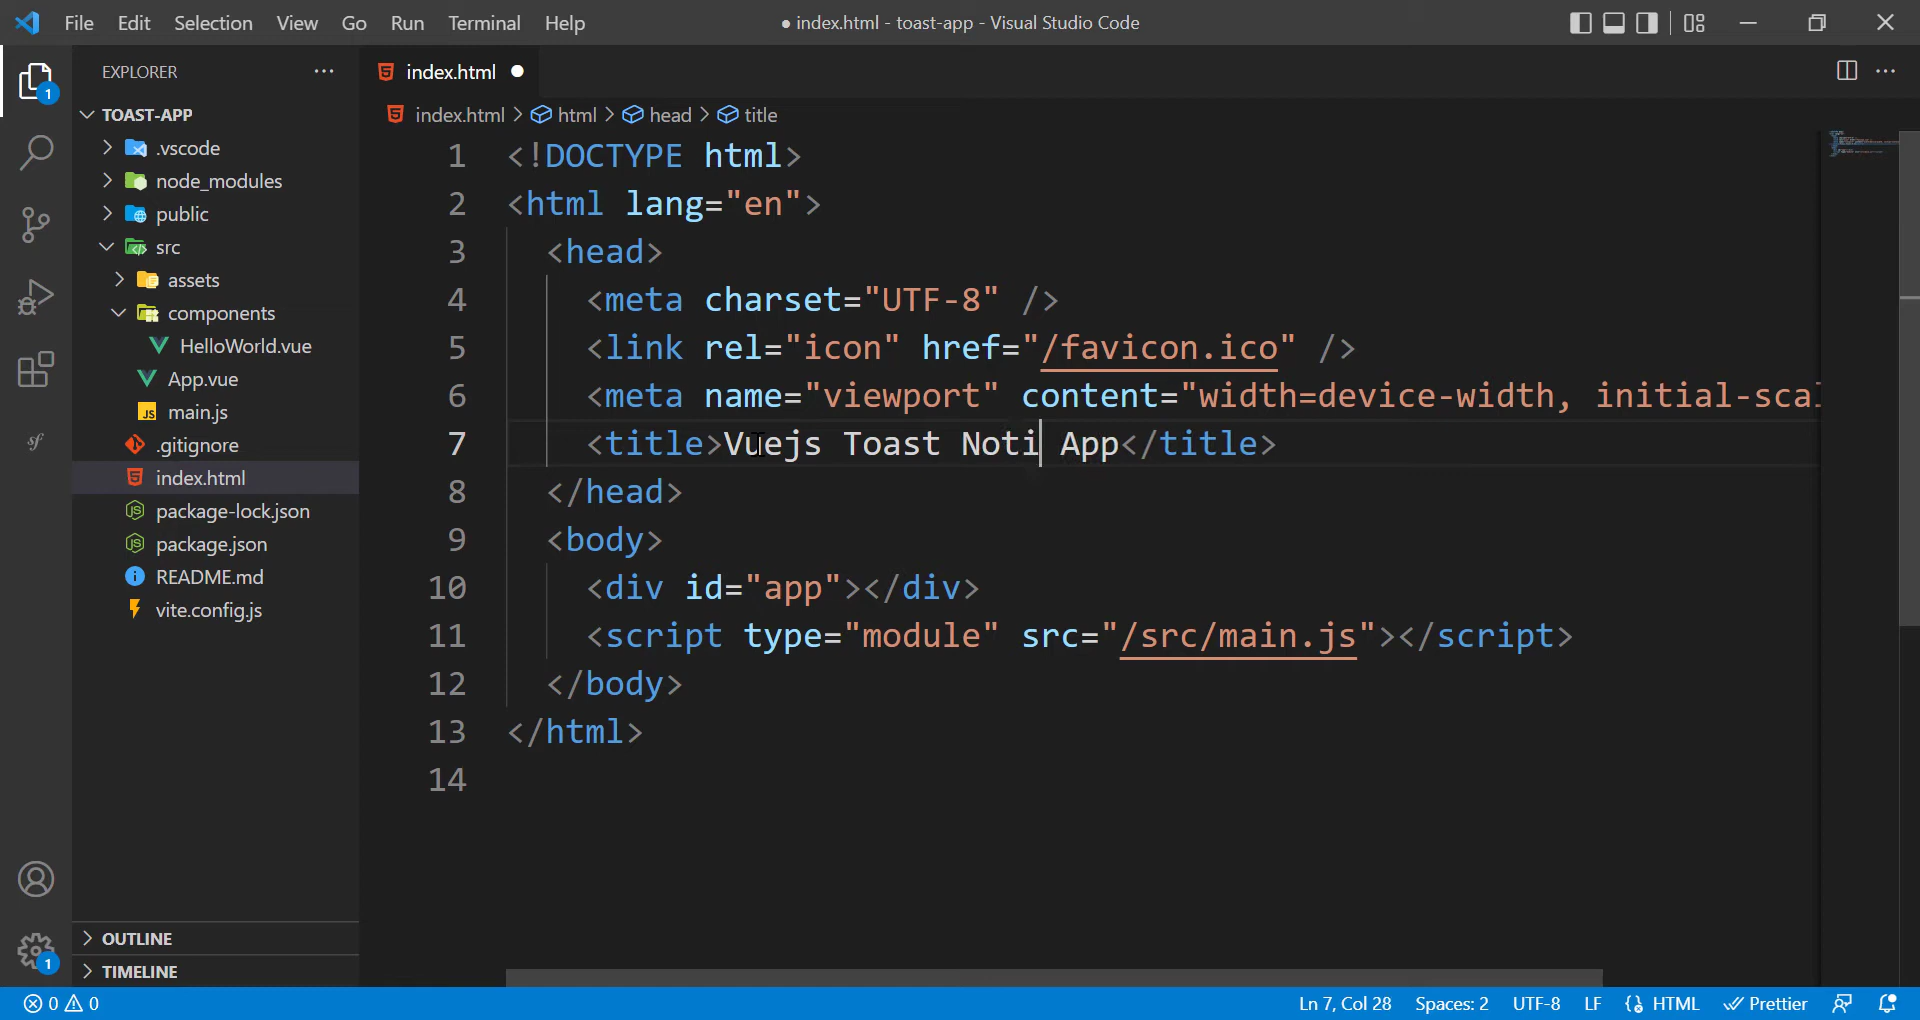 File Edit Selection View Go Run Terminal Help
● index.html - toast-app - Visual Studio Code
EXPLORER
index.html
TOAST-APP
index.html > html > head > title
.vscode
node_modules
public
src
assets
components
HelloWorld.vue
App.vue
main.js
.gitignore
index.html
package-lock.json
package.json
README.md
vite.config.js
1 <!DOCTYPE html>
2 <html lang="en">
3 <head>
4 <meta charset="UTF-8" />
5 <link rel="icon" href="/favicon.ico" />
6 <meta name="viewport" content="width=device-width, initial-scal
7 <title>Vuejs Toast Noti App</title>
8 </head>
9 <body>
10 <div id="app"></div>
11 <script type="module" src="/src/main.js"></script>
12 </body>
13 </html>
14
1
1
OUTLINE
TIMELINE
0 0
Ln 7, Col 28 Spaces: 2 UTF-8 LF HTML Prettier